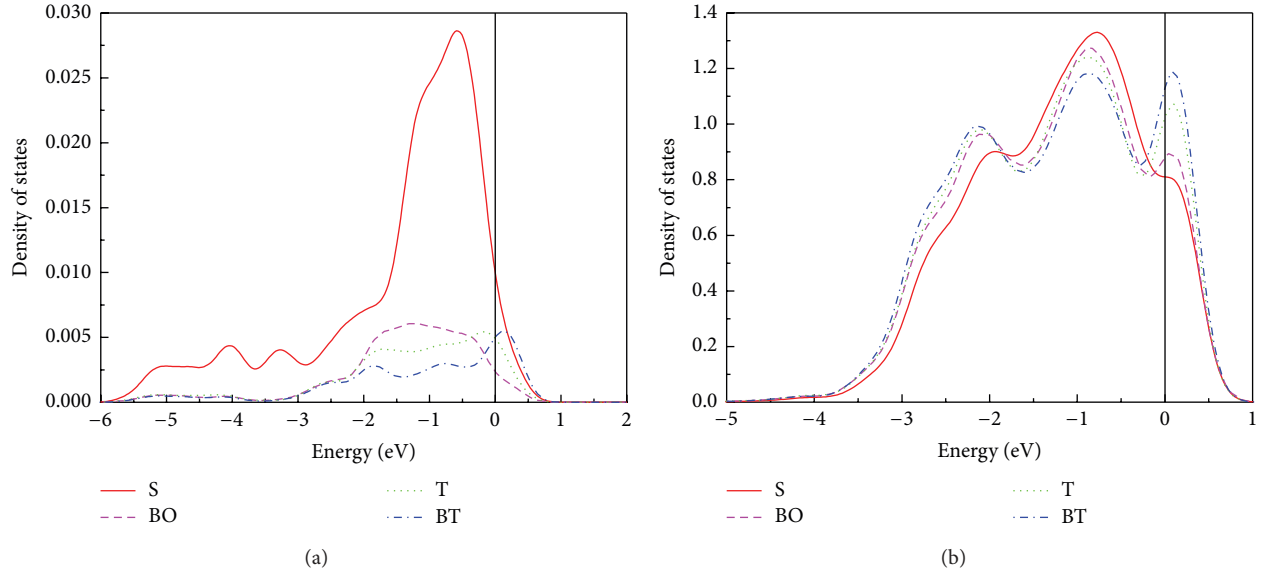 0.030
0.025
0.020
0.015
0.010
0.005
0.000
Density of states
−6 −5 −4 −3 −2 −1 0 1 2
Energy (eV)
S
BO
T
BT
(a)
1.4
1.2
1.0
0.8
0.6
0.4
0.2
0.0
Density of states
−5 −4 −3 −2 −1 0 1
Energy (eV)
S
BO
T
BT
(b)